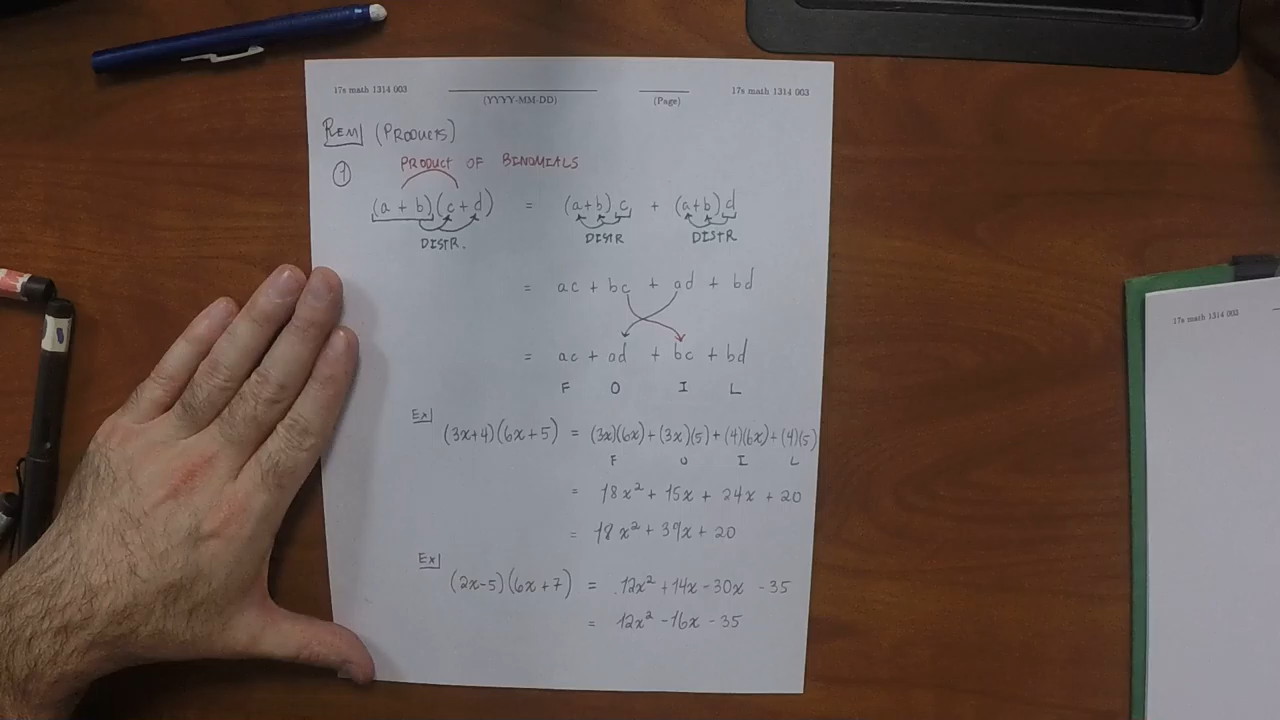 17s math 1314 003 (YYYY-MM-DD) (Page) 17s math 1314 003
REM (PRODUCTS)
① PRODUCT OF BINOMIALS
(a + b)(c + d) = (a+b)c + (a+b)d
DISTR. DISTR DISTR
= ac + bc + ad + bd
= ac + ad + bc + bd
F O I L
Ex
(3x+4)(6x+5) = (3x)(6x)+(3x)(5)+(4)(6x)+(4)(5)
F O I L
= 18x² + 15x + 24x + 20
= 18x² + 39x + 20
Ex
(2x-5)(6x+7) = 12x² + 14x - 30x - 35
= 12x² - 16x - 35
17s math 1314 003